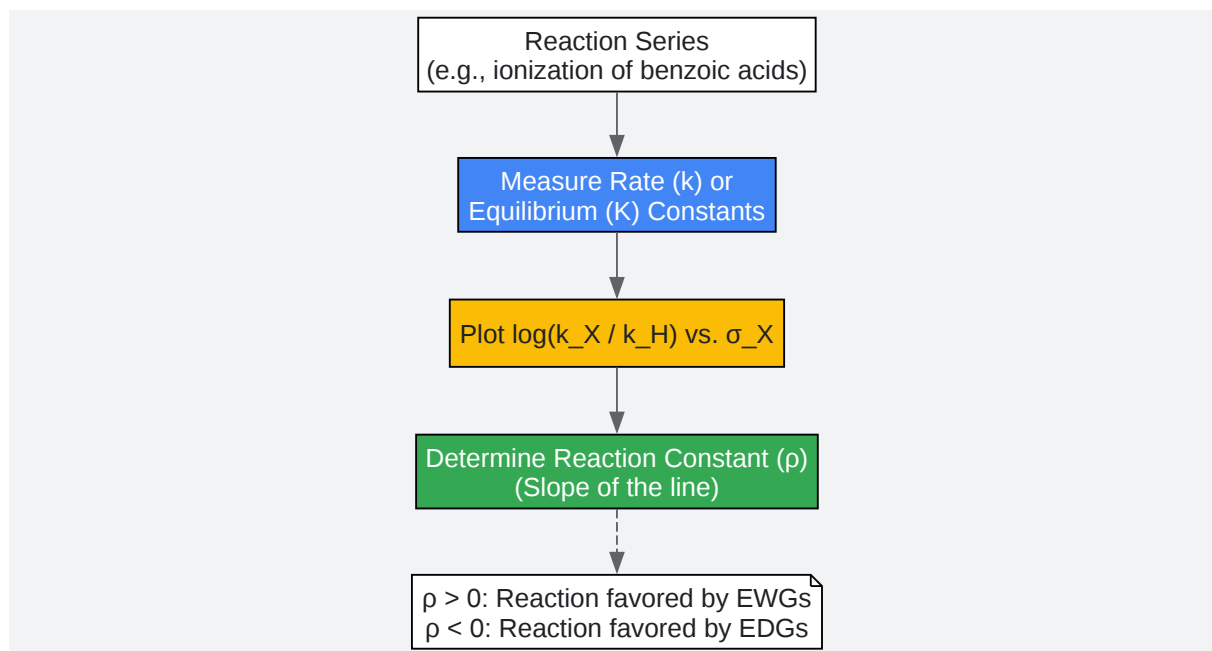 Reaction Series
(e.g., ionization of benzoic acids)
Measure Rate (k) or
Equilibrium (K) Constants
Plot log(k_X / k_H) vs. σ_X
Determine Reaction Constant (ρ)
(Slope of the line)
ρ > 0: Reaction favored by EWGs
ρ < 0: Reaction favored by EDGs